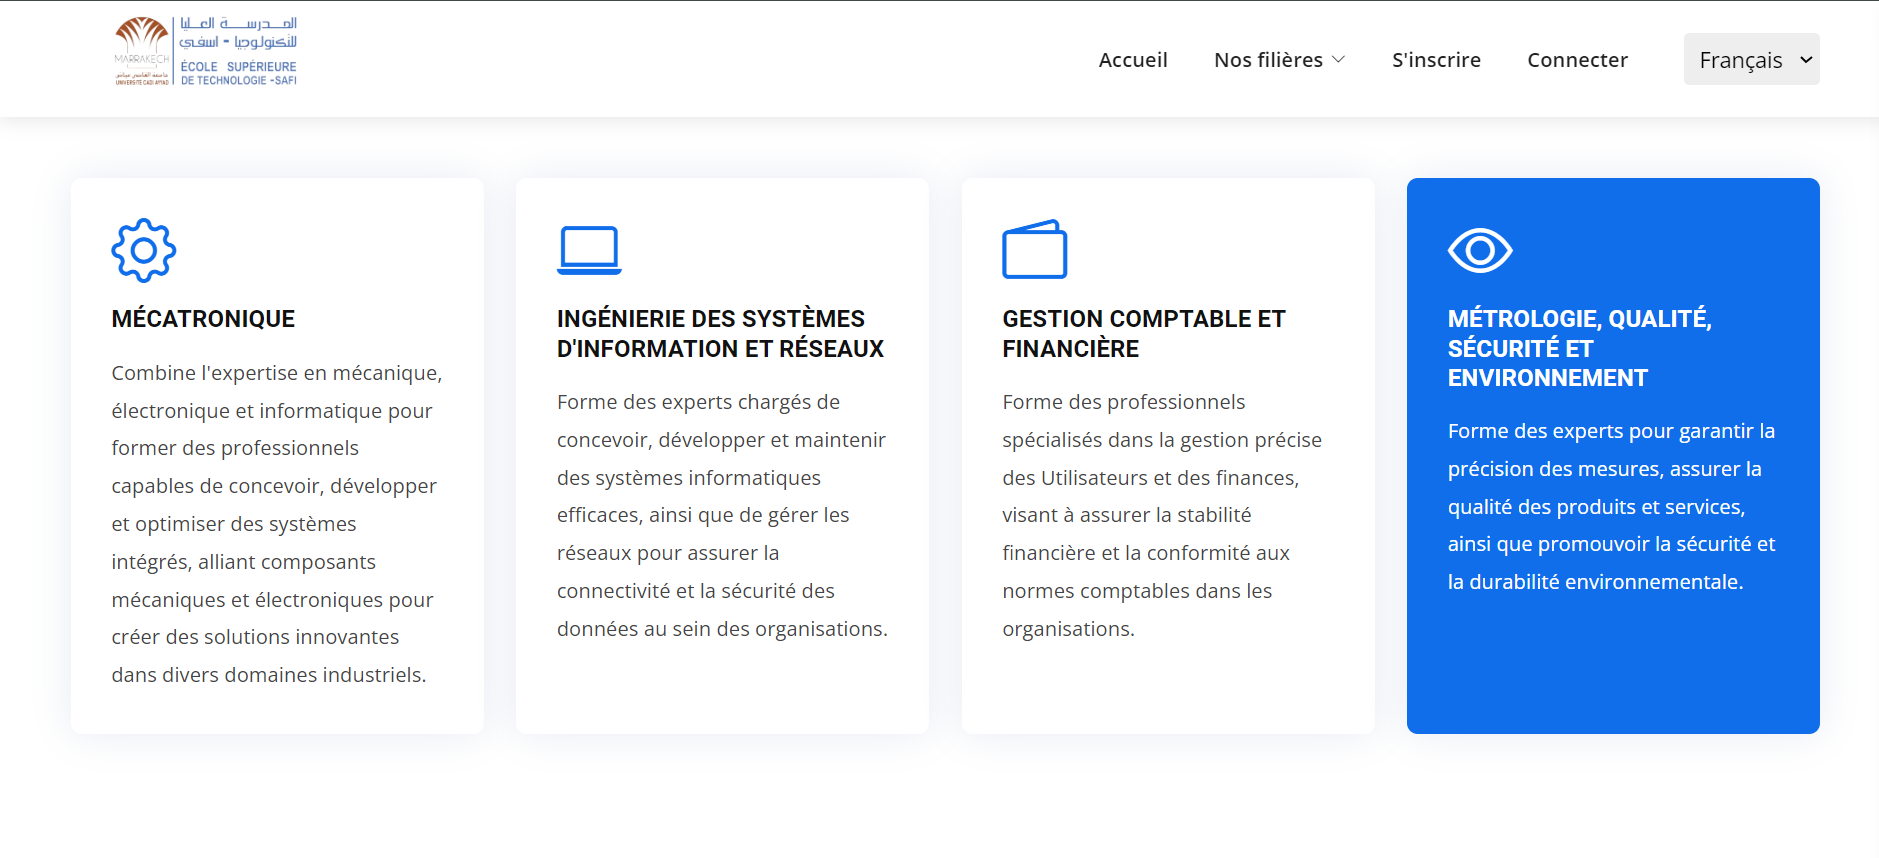 المدرسة العليا
للتكنولوجيا - اسفي
MARRAKECH
ÉCOLE SUPÉRIEURE
DE TECHNOLOGIE -SAFI
جامعة القاضي عياض
UNIVERSITÉ CADI AYYAD
Accueil
Nos filières
S'inscrire
Connecter
Français
MÉCATRONIQUE
Combine l'expertise en mécanique,
électronique et informatique pour
former des professionnels
capables de concevoir, développer
et optimiser des systèmes
intégrés, alliant composants
mécaniques et électroniques pour
créer des solutions innovantes
dans divers domaines industriels.
INGÉNIERIE DES SYSTÈMES
D'INFORMATION ET RÉSEAUX
Forme des experts chargés de
concevoir, développer et maintenir
des systèmes informatiques
efficaces, ainsi que de gérer les
réseaux pour assurer la
connectivité et la sécurité des
données au sein des organisations.
GESTION COMPTABLE ET
FINANCIÈRE
Forme des professionnels
spécialisés dans la gestion précise
des Utilisateurs et des finances,
visant à assurer la stabilité
financière et la conformité aux
normes comptables dans les
organisations.
MÉTROLOGIE, QUALITÉ,
SÉCURITÉ ET
ENVIRONNEMENT
Forme des experts pour garantir la
précision des mesures, assurer la
qualité des produits et services,
ainsi que promouvoir la sécurité et
la durabilité environnementale.